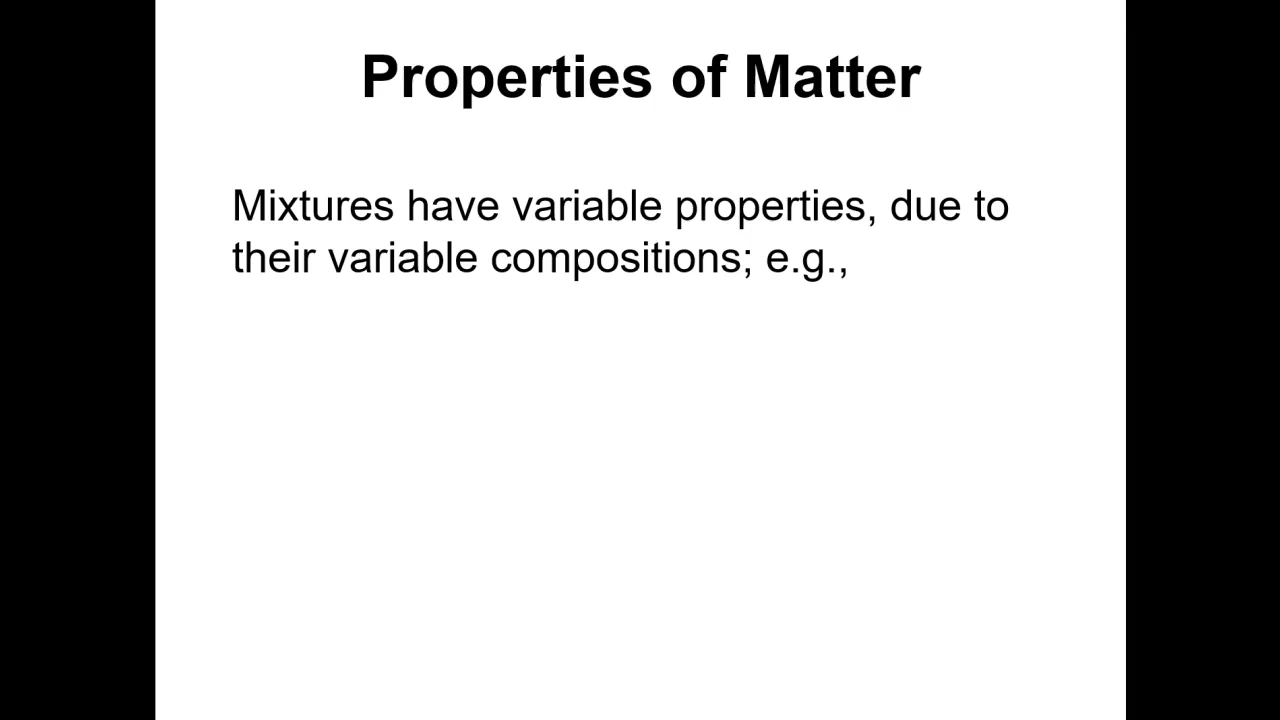 Properties of Matter
Mixtures have variable properties, due to
their variable compositions; e.g.,